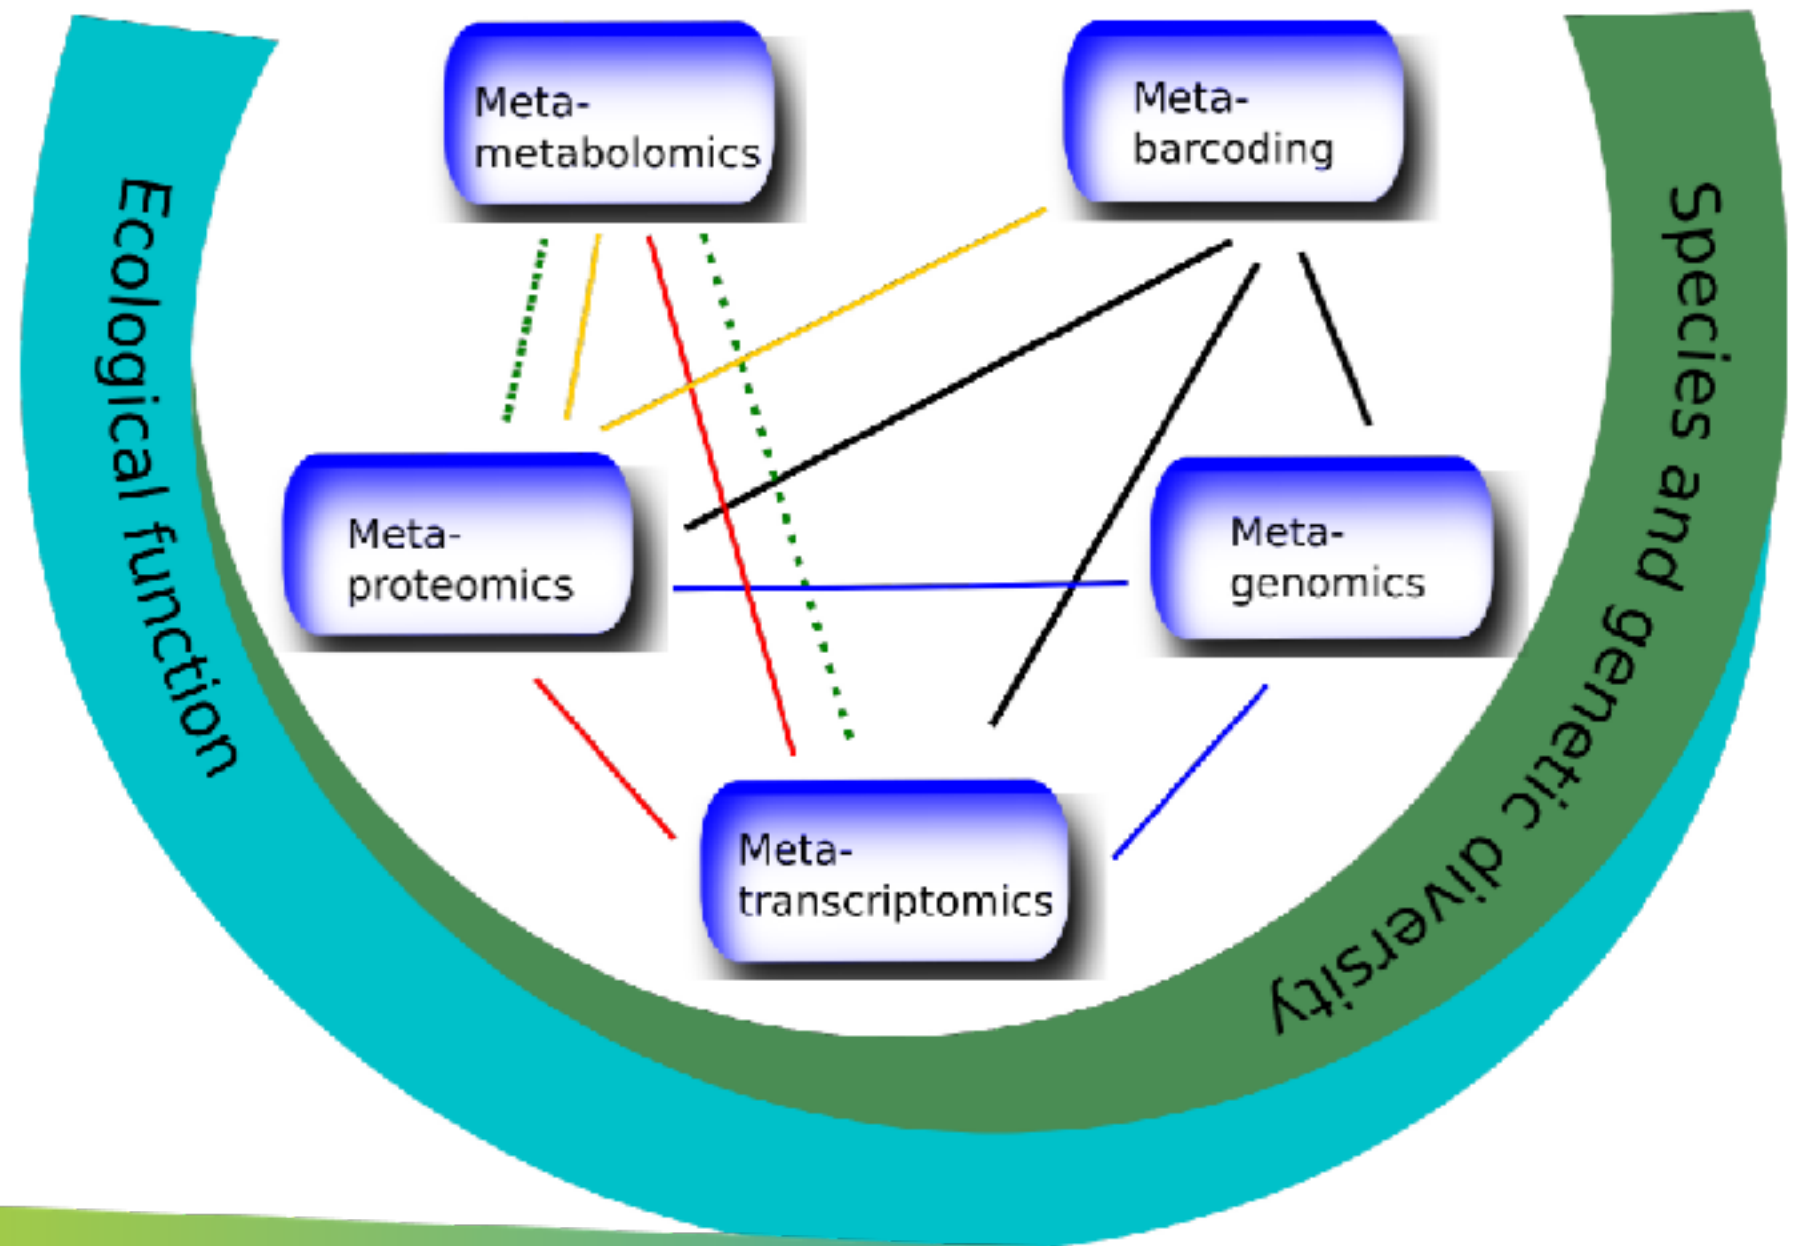 Meta-
metabolomics
Meta-
barcoding
Ecological function
Species and genetic diversity
Meta-
proteomics
Meta-
genomics
Meta-
transcriptomics